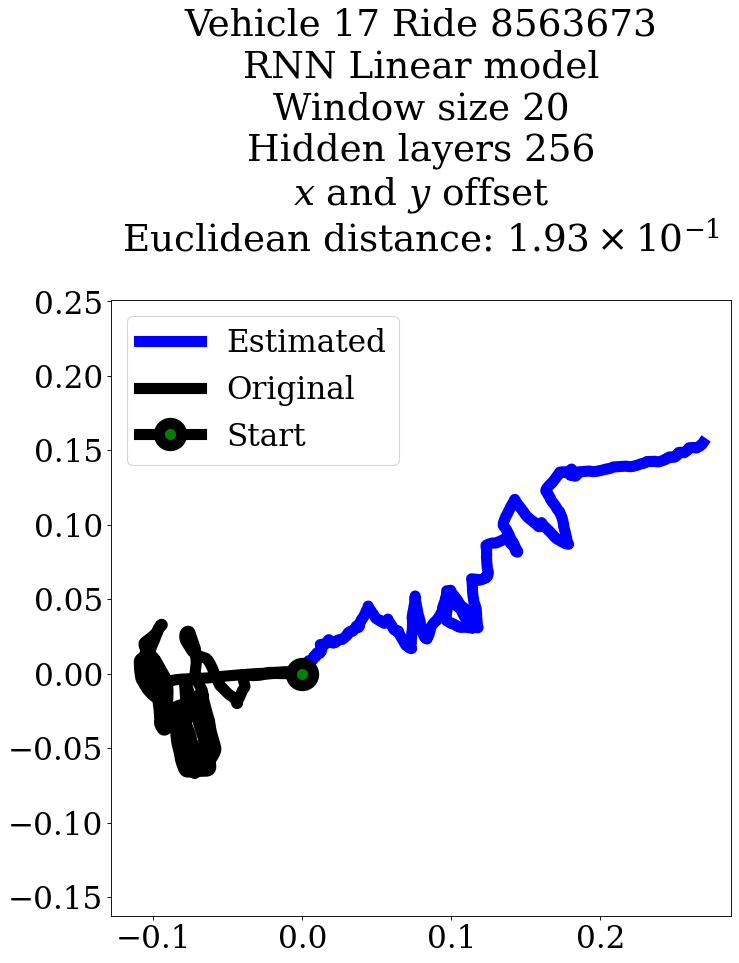 Vehicle 17 Ride 8563673
RNN Linear model
Window size 20
Hidden layers 256
x and y offset
Euclidean distance: 1.93 × 10⁻¹
0.25
Estimated
0.20
Original
Start
0.15
0.10
0.05
0.00
−0.05
−0.10
−0.15
−0.1 0.0 0.1 0.2